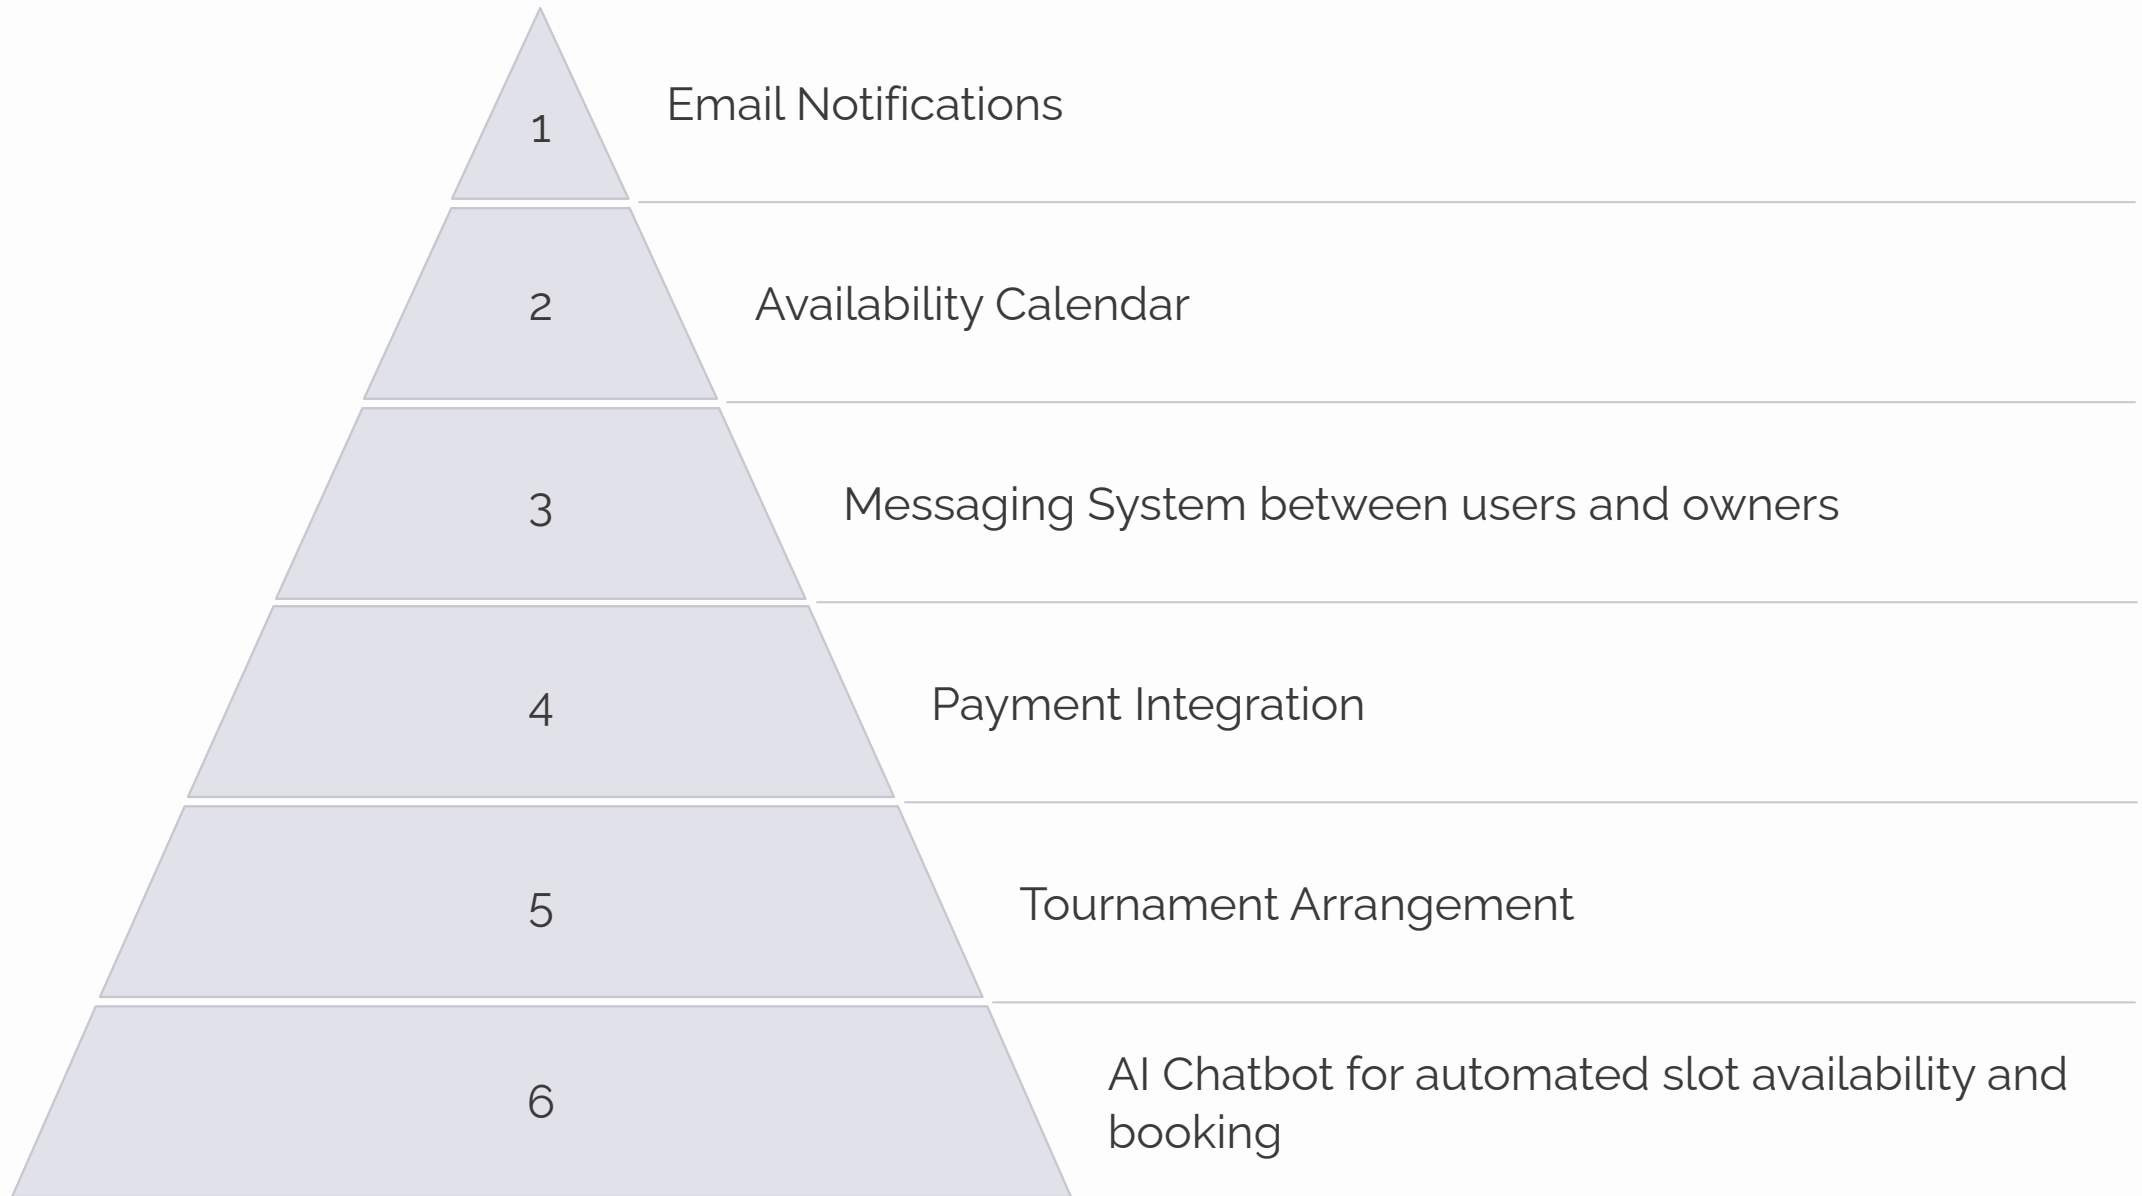 1
Email Notifications
2
Availability Calendar
3
Messaging System between users and owners
4
Payment Integration
5
Tournament Arrangement
6
AI Chatbot for automated slot availability and
booking